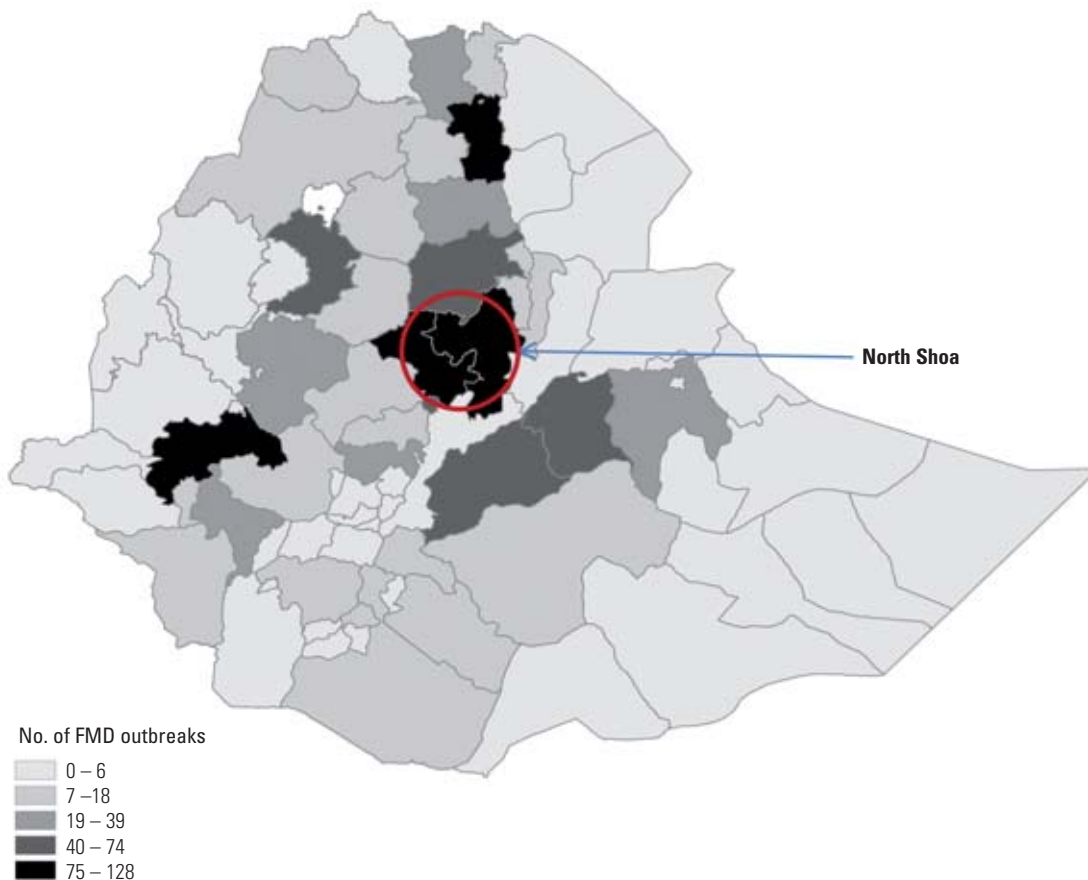 North Shoa
No. of FMD outbreaks
0 – 6
7 –18
19 – 39
40 – 74
75 – 128